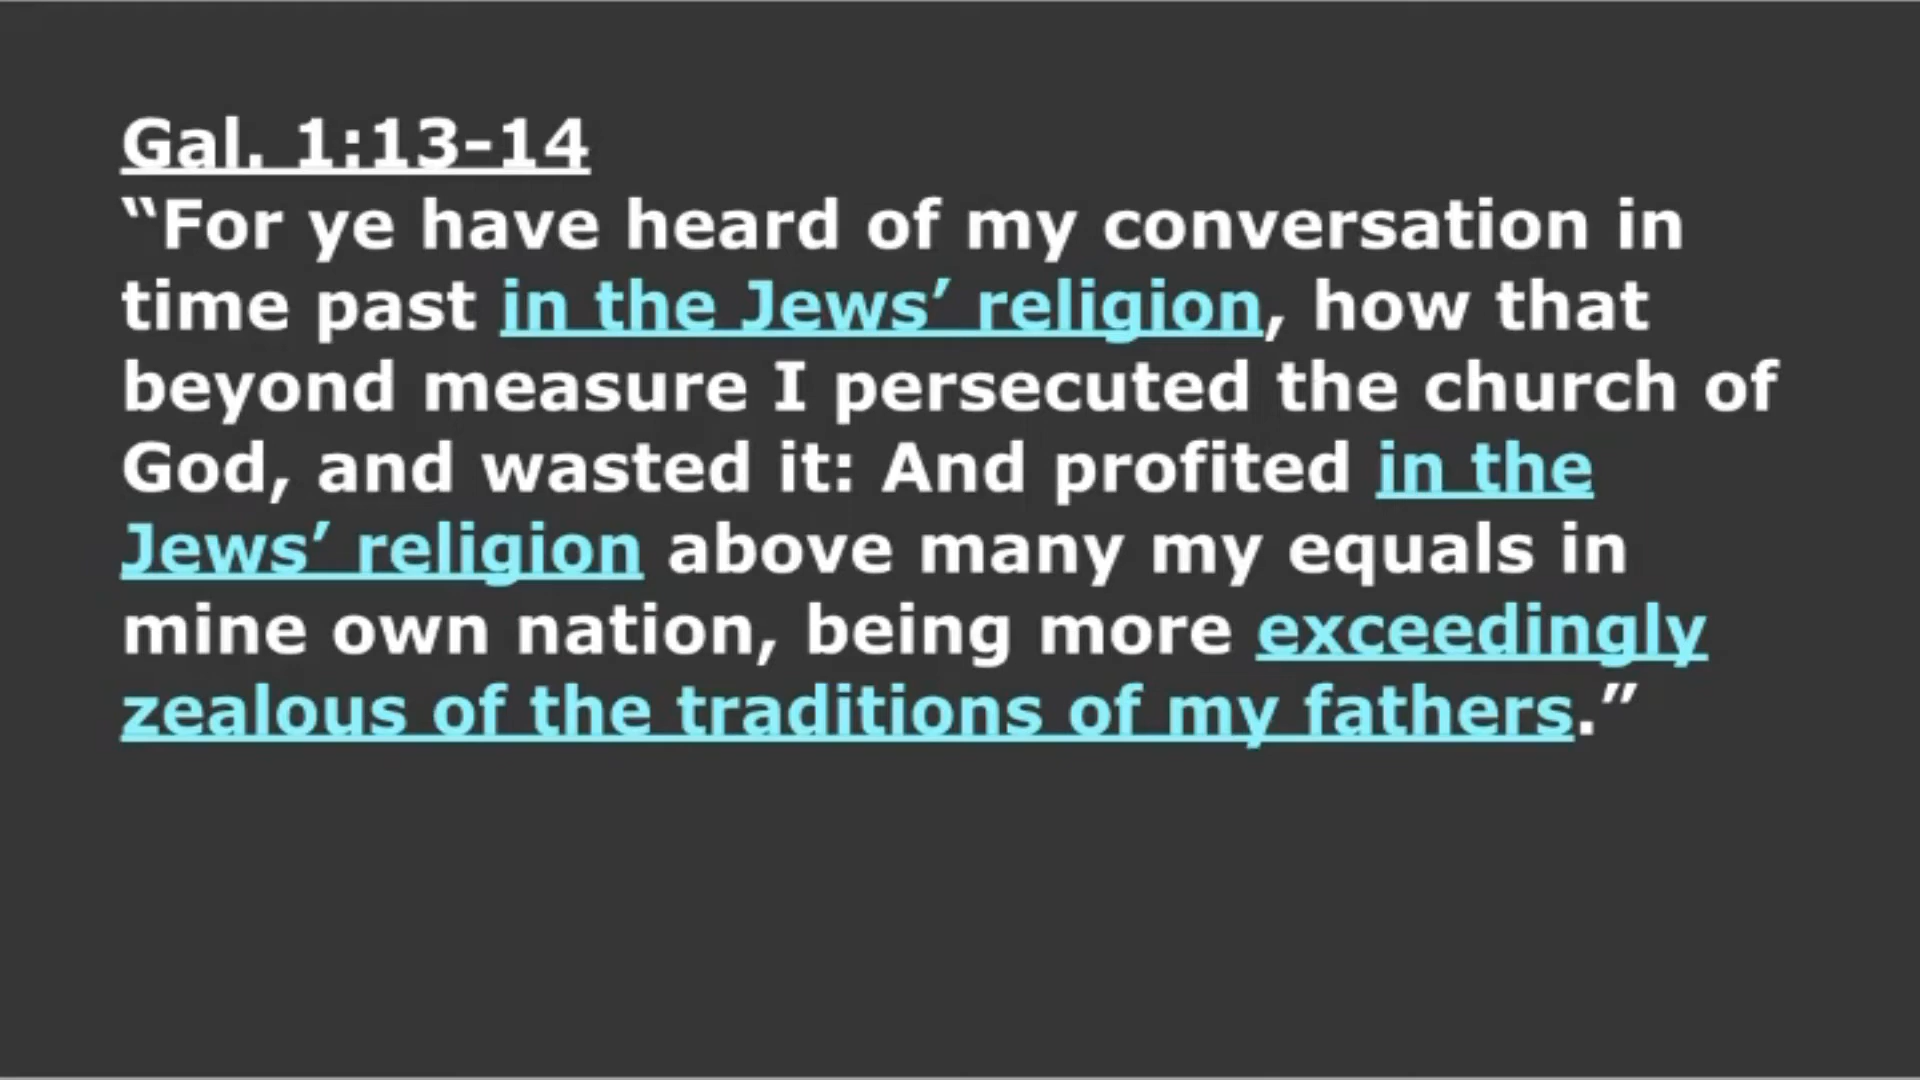 Gal. 1:13-14
“For ye have heard of my conversation in
time past in the Jews’ religion, how that
beyond measure I persecuted the church of
God, and wasted it: And profited in the
Jews’ religion above many my equals in
mine own nation, being more exceedingly
zealous of the traditions of my fathers.”